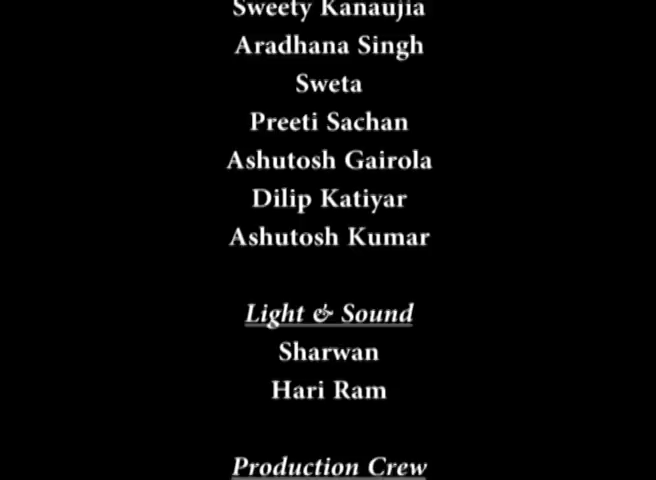 Sweety Kanaujia
Aradhana Singh
Sweta
Preeti Sachan
Ashutosh Gairola
Dilip Katiyar
Ashutosh Kumar
Light & Sound
Sharwan
Hari Ram
Production Crew